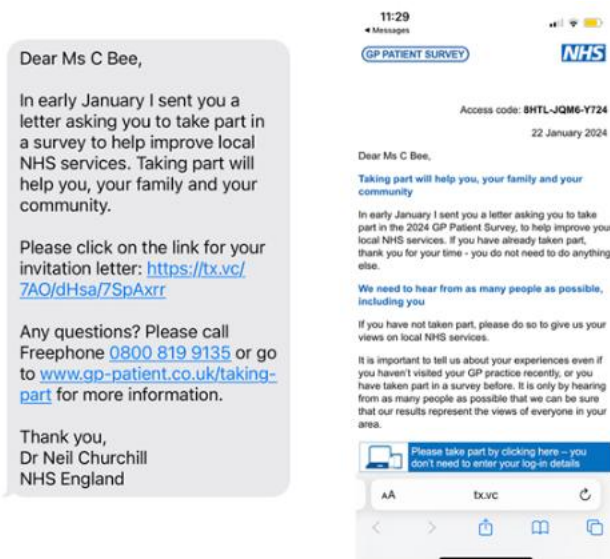 Dear Ms C Bee,
In early January I sent you a
letter asking you to take part in
a survey to help improve local
NHS services. Taking part will
help you, your family and your
community.
Please click on the link for your
invitation letter: https://tx.vc/
7AO/dHsa/7SpAxrr
Any questions? Please call
Freephone 0800 819 9135 or go
to www.gp-patient.co.uk/taking-
part for more information.
Thank you,
Dr Neil Churchill
NHS England
11:29
Messages
GP PATIENT SURVEY
NHS
Access code: 8HTL-JQM6-Y724
22 January 2024
Dear Ms C Bee,
Taking part will help you, your family and your
community
In early January I sent you a letter asking you to take
part in the 2024 GP Patient Survey, to help improve you
local NHS services. If you have already taken part,
thank you for your time - you do not need to do anything
else.
We need to hear from as many people as possible,
including you
If you have not taken part, please do so to give us your
views on local NHS services.
It is important to tell us about your experiences even if
you haven't visited your GP practice recently, or you
have taken part in a survey before. It is only by hearing
from as many people as possible that we can be sure
that our results represent the views of everyone in your
area.
Please take part by clicking here – you
don't need to enter your log-in details
AA
tx.vc